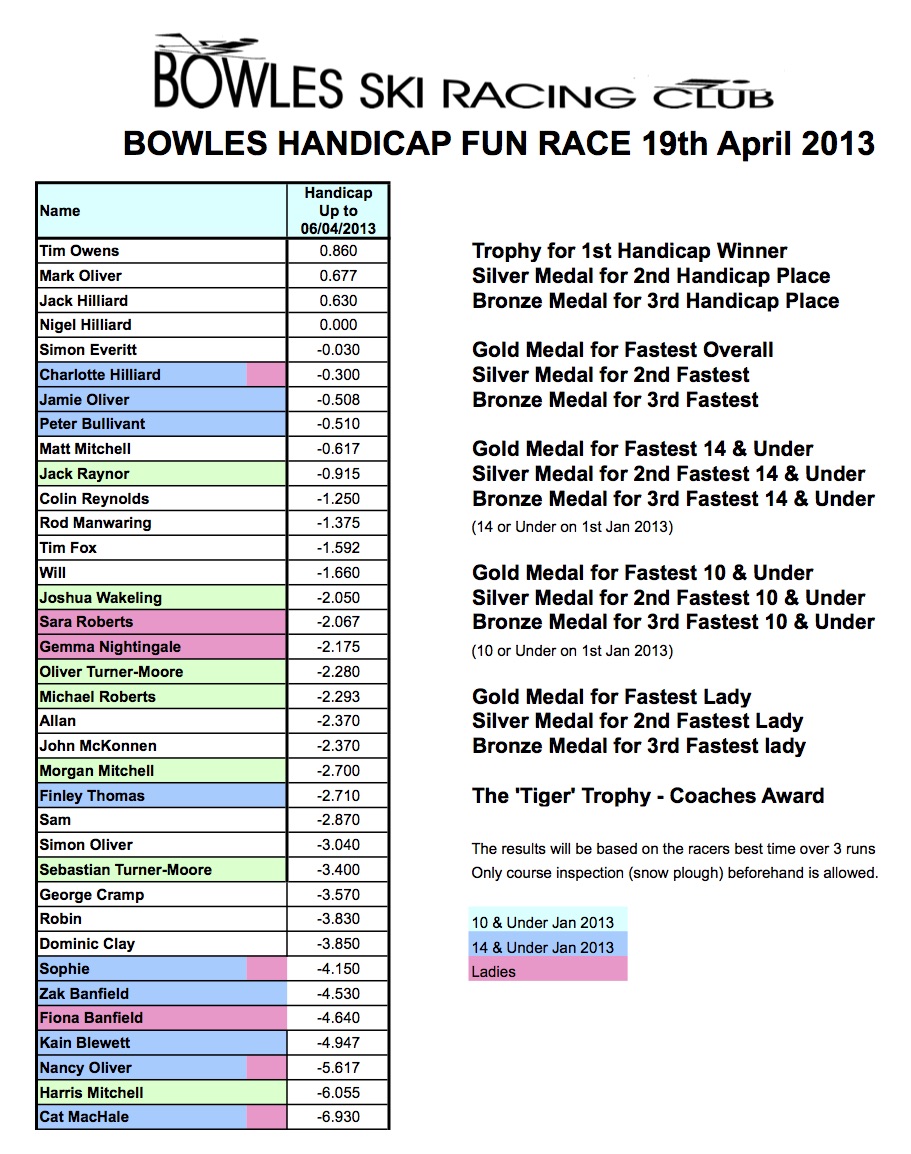 BOWLES SKI RACING CLUB
BOWLES HANDICAP FUN RACE 19th April 2013
Name
Handicap
Up to
06/04/2013
Tim Owens 0.860
Mark Oliver 0.677
Jack Hilliard 0.630
Nigel Hilliard 0.000
Simon Everitt -0.030
Charlotte Hilliard -0.300
Jamie Oliver -0.508
Peter Bullivant -0.510
Matt Mitchell -0.617
Jack Raynor -0.915
Colin Reynolds -1.250
Rod Manwaring -1.375
Tim Fox -1.592
Will -1.660
Joshua Wakeling -2.050
Sara Roberts -2.067
Gemma Nightingale -2.175
Oliver Turner-Moore -2.280
Michael Roberts -2.293
Allan -2.370
John McKonnen -2.370
Morgan Mitchell -2.700
Finley Thomas -2.710
Sam -2.870
Simon Oliver -3.040
Sebastian Turner-Moore -3.400
George Cramp -3.570
Robin -3.830
Dominic Clay -3.850
Sophie -4.150
Zak Banfield -4.530
Fiona Banfield -4.640
Kain Blewett -4.947
Nancy Oliver -5.617
Harris Mitchell -6.055
Cat MacHale -6.930
Trophy for 1st Handicap Winner
Silver Medal for 2nd Handicap Place
Bronze Medal for 3rd Handicap Place
Gold Medal for Fastest Overall
Silver Medal for 2nd Fastest
Bronze Medal for 3rd Fastest
Gold Medal for Fastest 14 & Under
Silver Medal for 2nd Fastest 14 & Under
Bronze Medal for 3rd Fastest 14 & Under
(14 or Under on 1st Jan 2013)
Gold Medal for Fastest 10 & Under
Silver Medal for 2nd Fastest 10 & Under
Bronze Medal for 3rd Fastest 10 & Under
(10 or Under on 1st Jan 2013)
Gold Medal for Fastest Lady
Silver Medal for 2nd Fastest Lady
Bronze Medal for 3rd Fastest lady
The 'Tiger' Trophy - Coaches Award
The results will be based on the racers best time over 3 runs
Only course inspection (snow plough) beforehand is allowed.
10 & Under Jan 2013
14 & Under Jan 2013
Ladies